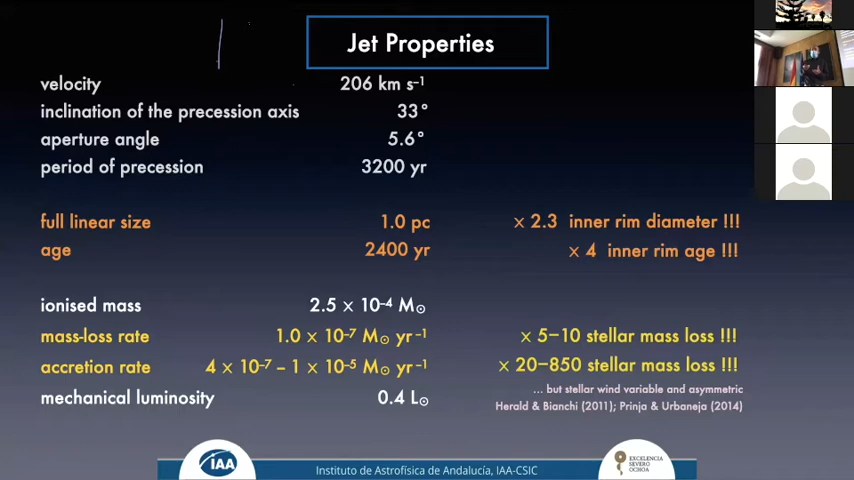 Jet Properties
velocity 206 km s⁻¹
inclination of the precession axis 33°
aperture angle 5.6°
period of precession 3200 yr
full linear size 1.0 pc × 2.3 inner rim diameter !!!
age 2400 yr × 4 inner rim age !!!
ionised mass 2.5 × 10⁻⁴ M☉
mass-loss rate 1.0 × 10⁻⁷ M☉ yr⁻¹ × 5–10 stellar mass loss !!!
accretion rate 4 × 10⁻⁷ – 1 × 10⁻⁵ M☉ yr⁻¹ × 20–850 stellar mass loss !!!
mechanical luminosity 0.4 L☉
... but stellar wind variable and asymmetric
Herald & Bianchi (2011); Prinja & Urbaneja (2014)
IAA
Instituto de Astrofísica de Andalucía, IAA-CSIC
EXCELENCIA
SEVERO
OCHOA